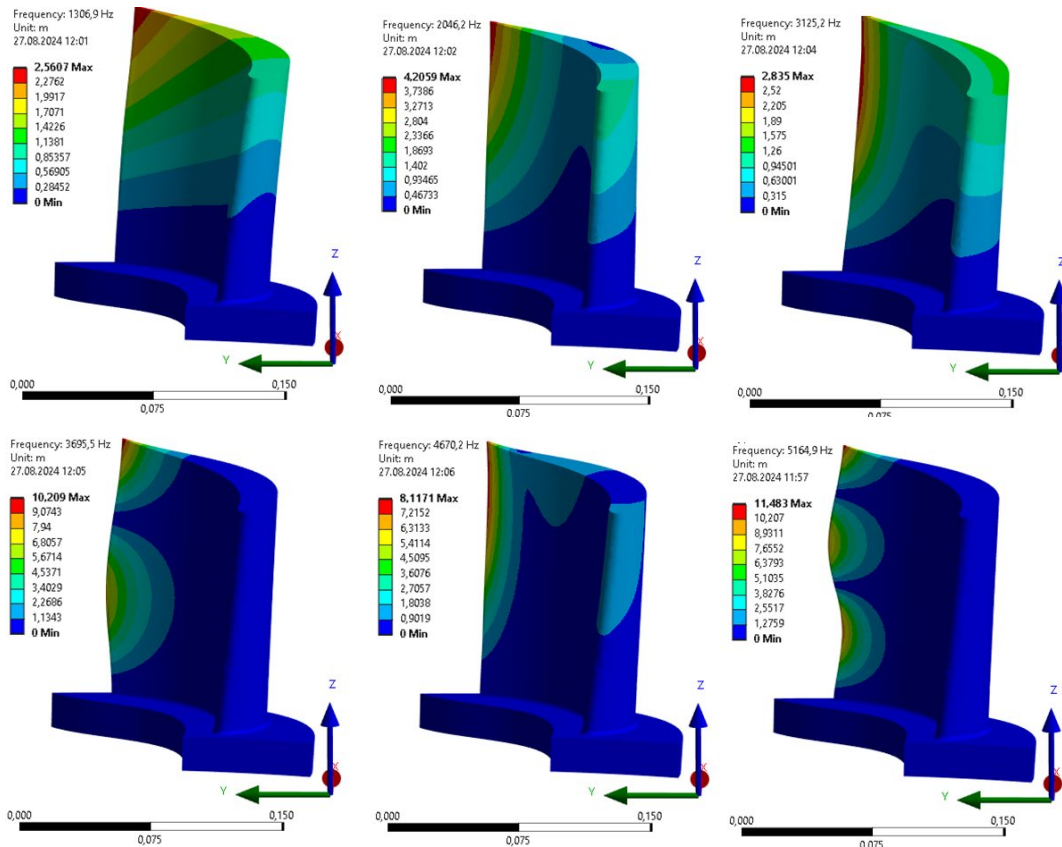 Frequency: 1306,9 Hz
Unit: m
27.08.2024 12:01
2,5607 Max
2,2762
1,9917
1,7071
1,4226
1,1381
0,85357
0,56905
0,28452
0 Min
Z
X
Y
0,000
0,150
0,075
Frequency: 2046,2 Hz
Unit: m
27.08.2024 12:02
4,2059 Max
3,7386
3,2713
2,804
2,3366
1,8693
1,402
0,93465
0,46733
0 Min
Z
X
Y
0,000
0,150
0,075
Frequency: 3125,2 Hz
Unit: m
27.08.2024 12:04
2,835 Max
2,52
2,205
1,89
1,575
1,26
0,94501
0,63001
0,315
0 Min
Z
X
Y
0,000
0,150
0,075
Frequency: 3695,5 Hz
Unit: m
27.08.2024 12:05
10,209 Max
9,0743
7,94
6,8057
5,6714
4,5371
3,4029
2,2686
1,1343
0 Min
Z
X
Y
0,000
0,150
0,075
Frequency: 4670,2 Hz
Unit: m
27.08.2024 12:06
8,1171 Max
7,2152
6,3133
5,4114
4,5095
3,6076
2,7057
1,8038
0,9019
0 Min
Z
X
Y
0,000
0,150
0,075
Frequency: 5164,9 Hz
Unit: m
27.08.2024 11:57
11,483 Max
10,207
8,9311
7,6552
6,3793
5,1035
3,8276
2,5517
1,2759
0 Min
Z
X
Y
0,000
0,150
0,075